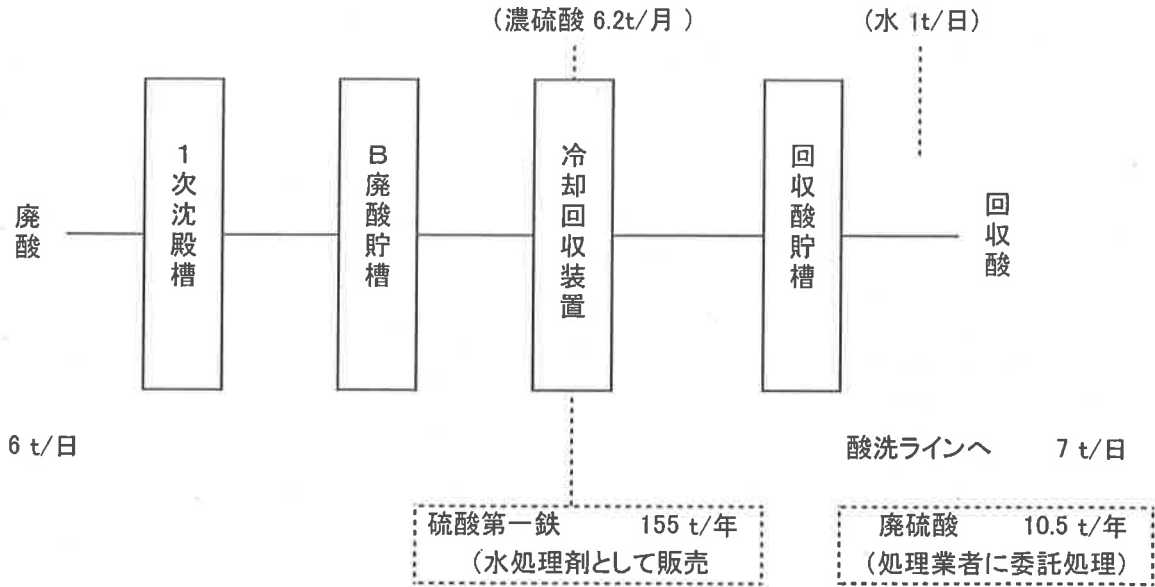 (濃硫酸 6.2t/月 )
(水 1t/日)
廃酸
1次沈殿槽
B廃酸貯槽
冷却回収装置
回収酸貯槽
回収酸
6 t/日
酸洗ラインへ 7 t/日
硫酸第一鉄 155 t/年
(水処理剤として販売
廃硫酸 10.5 t/年
(処理業者に委託処理)